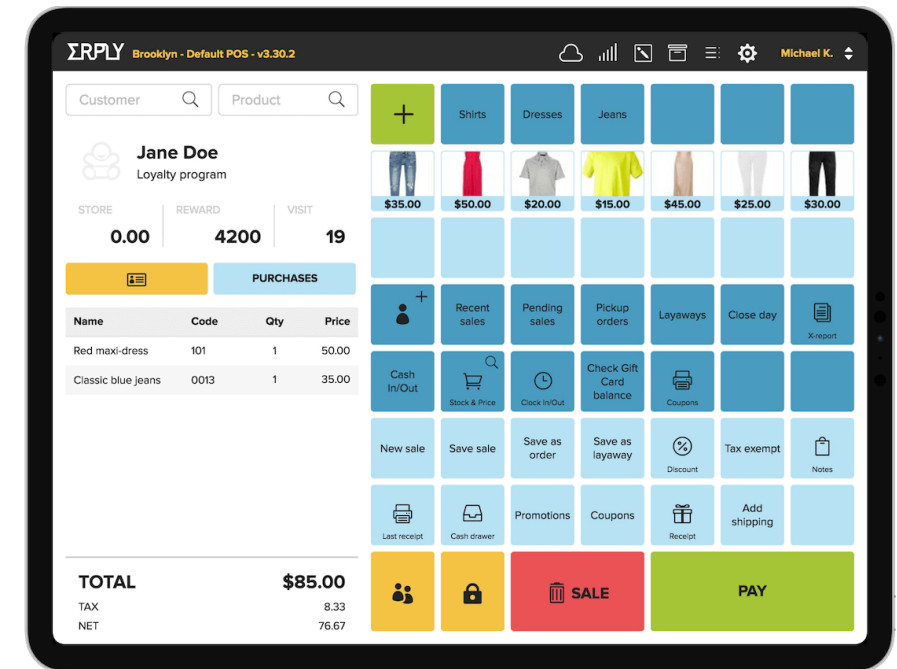 ERPLY Brooklyn - Default POS - v3.30.2 Michael K.
Customer Product
Jane Doe
Loyalty program
STORE REWARD VISIT
0.00 4200 19
PURCHASES
Name Code Qty Price
Red maxi-dress 101 1 50.00
Classic blue jeans 0013 1 35.00
TOTAL $85.00
TAX 8.33
NET 76.67
+ Shirts Dresses Jeans
$35.00 $50.00 $20.00 $15.00 $45.00 $25.00 $30.00
Recent
sales
Pending
sales
Pickup
orders
Layaways
Close day
X-report
Cash
In/Out
Stock & Price
Clock In/Out
Check Gift
Card
balance
Coupons
New sale
Save sale
Save as
order
Save as
layaway
Discount
Tax exempt
Notes
Last receipt
Cash drawer
Promotions
Coupons
Receipt
Add
shipping
SALE
PAY